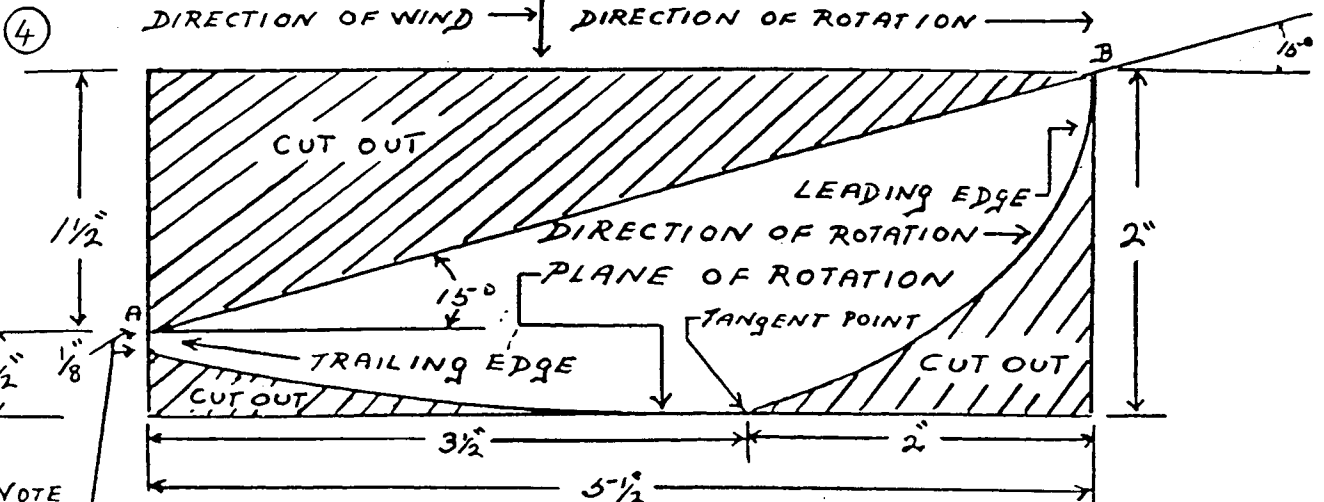 4
DIRECTION OF WIND
DIRECTION OF ROTATION
B
15°
CUT OUT
LEADING EDGE
1½"
DIRECTION OF ROTATION
2"
PLANE OF ROTATION
15°
A
TANGENT POINT
⅛"
TRAILING EDGE
CUT OUT
CUT OUT
3½"
2"
5-½"
NOTE